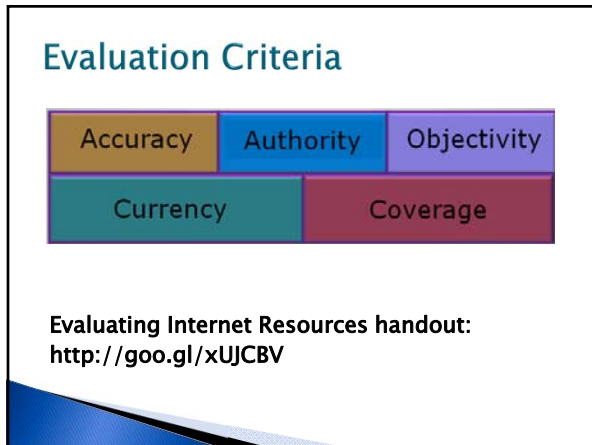 Evaluation Criteria
Accuracy Authority Objectivity
Currency Coverage
Evaluating Internet Resources handout:
http://goo.gl/xUJCBV